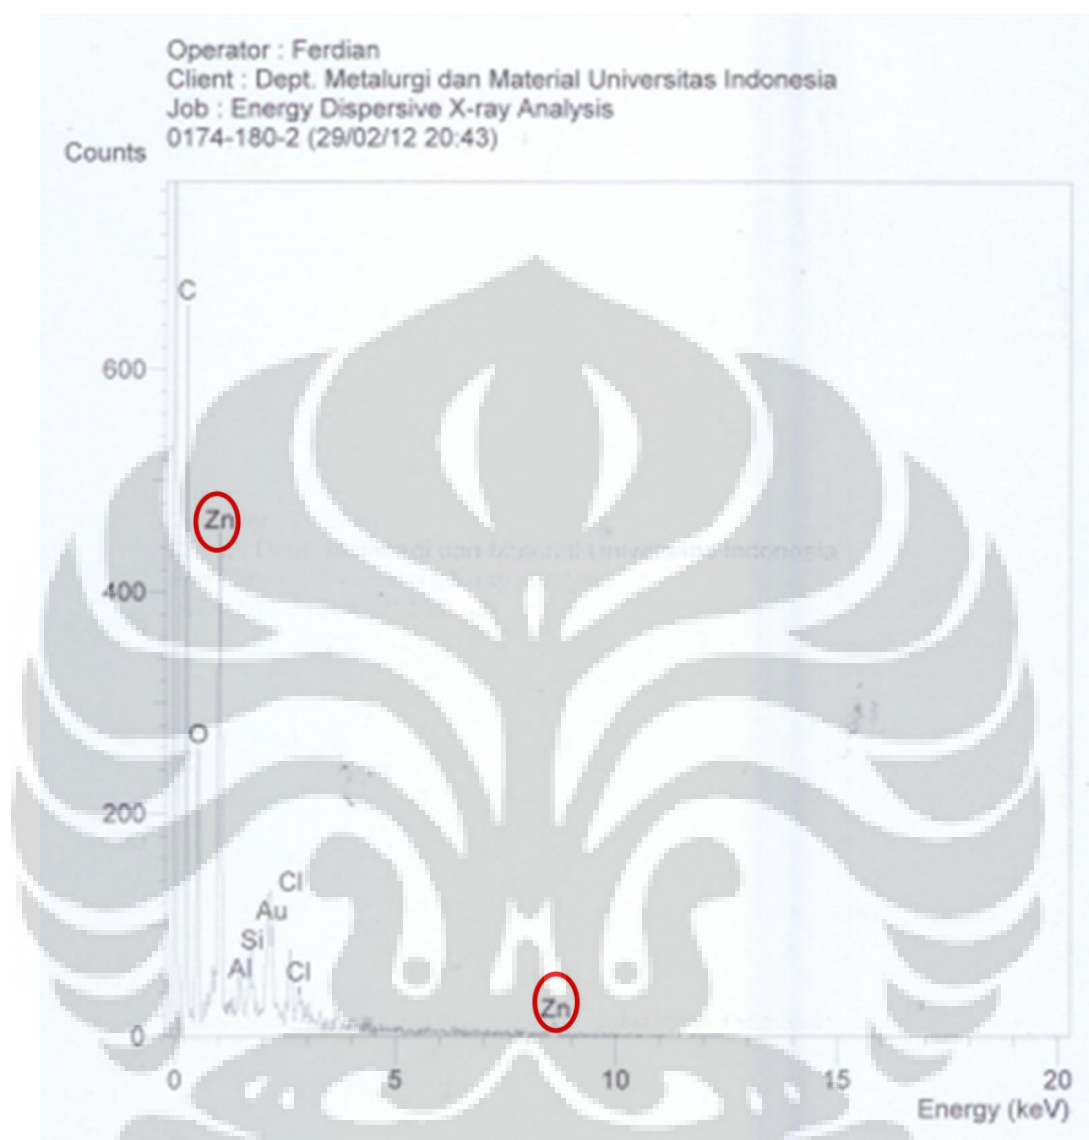 Operator : Ferdian
Client : Dept. Metalurgi dan Material Universitas Indonesia
Job : Energy Dispersive X-ray Analysis
0174-180-2 (29/02/12 20:43)
Counts
C
600
Zn
400
O
200
Cl
Au
Si
Al
Cl
Zn
0
0
5
10
15
20
Energy (keV)